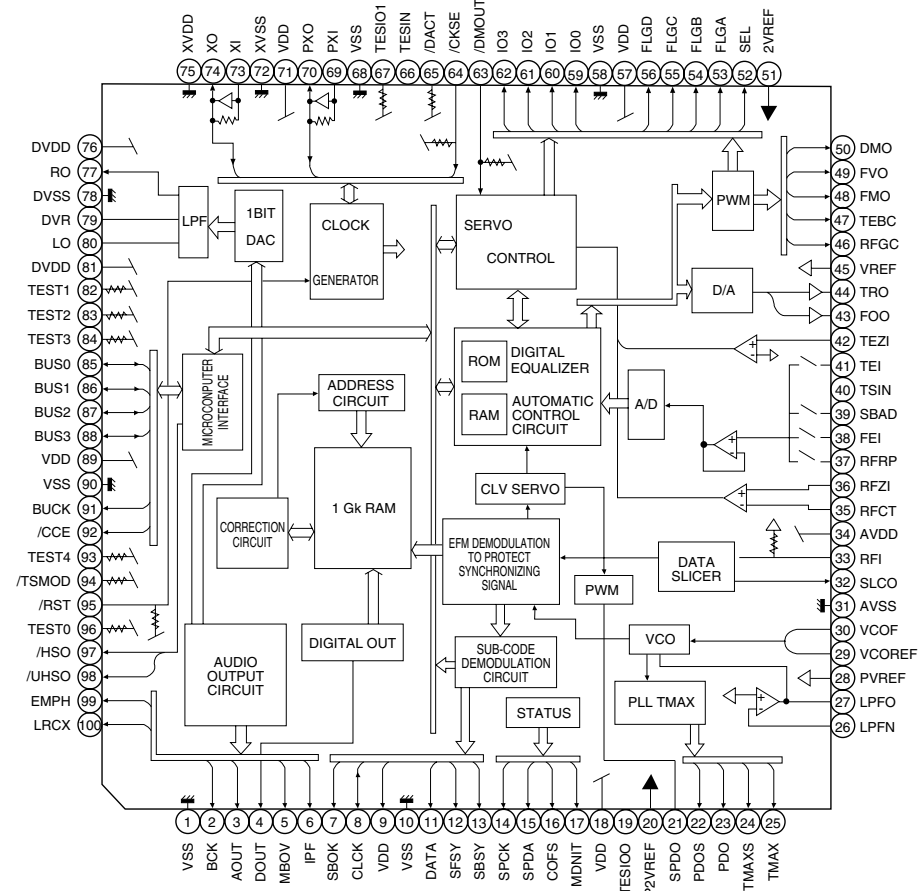 XVDD
XO
XI
XVSS
VDD
PXO
PXI
VSS
TESIO1
TESIN
/DACT
/CKSE
/DMOUT
IO3
IO2
IO1
IO0
VSS
VDD
FLGD
FLGC
FLGB
FLGA
SEL
2VREF
75 74 73 72 71 70 69 68 67 66 65 64 63 62 61 60 59 58 57 56 55 54 53 52 51
DVDD 76
RO 77
DVSS 78
DVR 79
LO 80
DVDD 81
TEST1 82
TEST2 83
TEST3 84
BUS0 85
BUS1 86
BUS2 87
BUS3 88
VDD 89
VSS 90
BUCK 91
/CCE 92
TEST4 93
/TSMOD 94
/RST 95
TEST0 96
/HSO 97
/UHSO 98
EMPH 99
LRCX 100
LPF
1BIT
DAC
CLOCK
GENERATOR
SERVO
CONTROL
PWM
D/A
ROM
DIGITAL
EQUALIZER
RAM
AUTOMATIC
CONTROL
CIRCUIT
A/D
MICROCONPUTER
INTERFACE
ADDRESS
CIRCUIT
1 Gk RAM
CORRECTION
CIRCUIT
CLV SERVO
EFM DEMODULATION
TO PROTECT
SYNCHRONIZING
SIGNAL
DATA
SLICER
PWM
VCO
PLL TMAX
DIGITAL OUT
AUDIO
OUTPUT
CIRCUIT
SUB-CODE
DEMODULATION
CIRCUIT
STATUS
+
-
+
-
+
-
+
-
50 DMO
49 FVO
48 FMO
47 TEBC
46 RFGC
45 VREF
44 TRO
43 FOO
42 TEZI
41 TEI
40 TSIN
39 SBAD
38 FEI
37 RFRP
36 RFZI
35 RFCT
34 AVDD
33 RFI
32 SLCO
31 AVSS
30 VCOF
29 VCOREF
28 PVREF
27 LPFO
26 LPFN
1 2 3 4 5 6 7 8 9 10 11 12 13 14 15 16 17 18 19 20 21 22 23 24 25
VSS
BCK
AOUT
DOUT
MBOV
IPF
SBOK
CLCK
VDD
VSS
DATA
SFSY
SBSY
SPCK
SPDA
COFS
MDNIT
VDD
TESIOO
P2VREF
SPDO
PDOS
PDO
TMAXS
TMAX